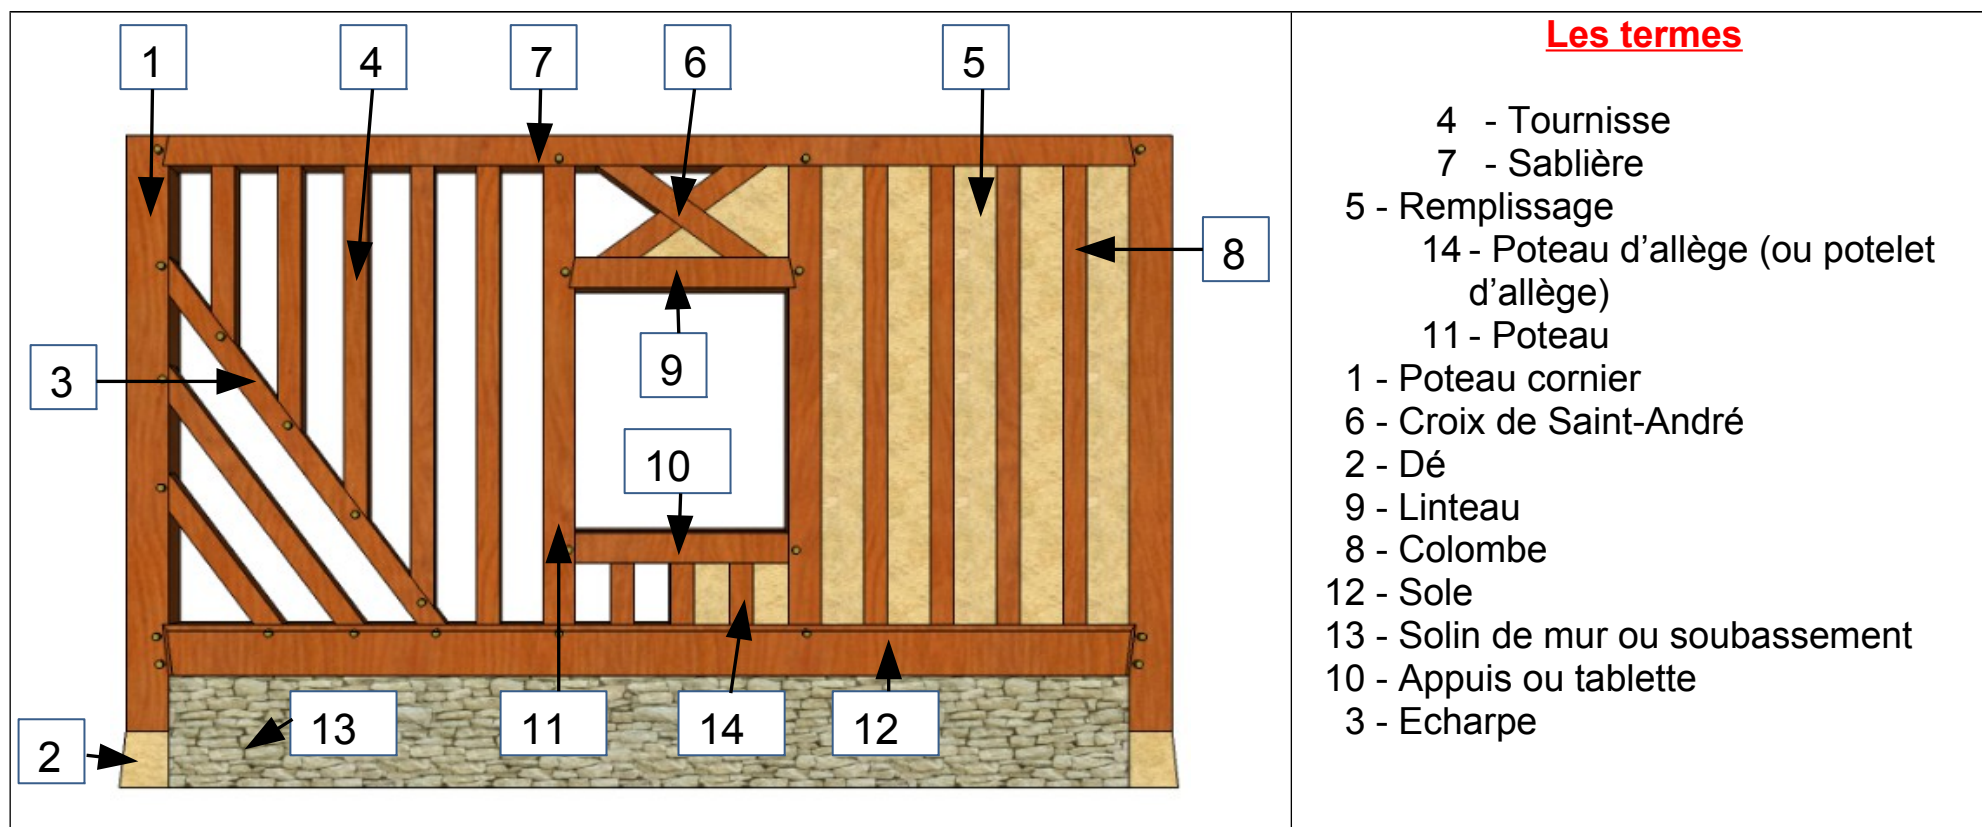 1
4
7
6
5
8
3
9
10
2
13
11
14
12
Les termes
4 - Tournisse
7 - Sablière
5 - Remplissage
14 - Poteau d’allège (ou potelet
d’allège)
11 - Poteau
1 - Poteau cornier
6 - Croix de Saint-André
2 - Dé
9 - Linteau
8 - Colombe
12 - Sole
13 - Solin de mur ou soubassement
10 - Appuis ou tablette
3 - Echarpe